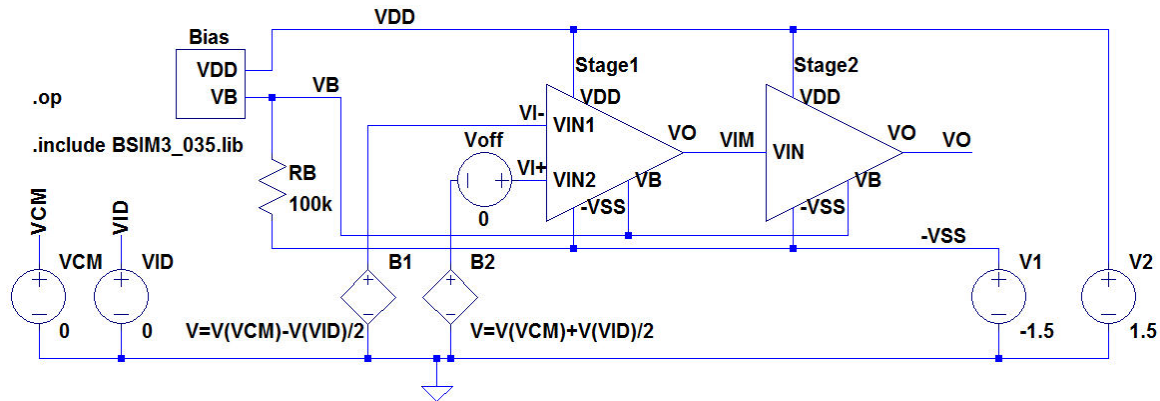 VDD
Bias
VDD
VB
VB
.op
.include BSIM3_035.lib
RB
100k
Stage1
VDD
VI-
VIN1
Voff
VI+
VIN2
0
VO
VB
-VSS
VIM
Stage2
VDD
VIN
VO
VO
VB
-VSS
-VSS
VCM
VID
VCM
0
VID
0
B1
V=V(VCM)-V(VID)/2
B2
V=V(VCM)+V(VID)/2
V1
-1.5
V2
1.5